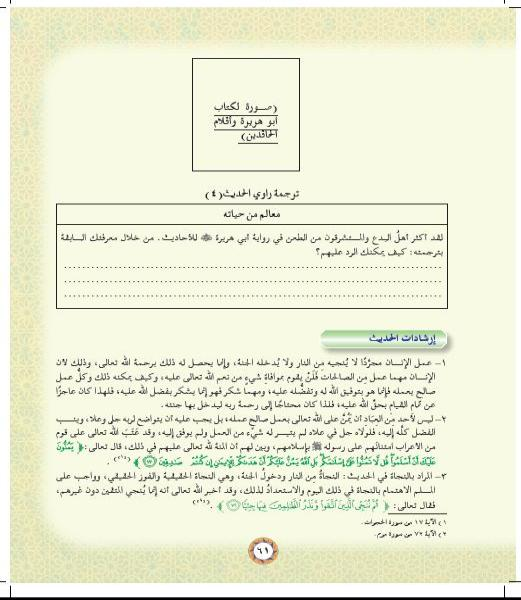 (صورة لكتاب
أبو هريرة وأقلام
الحاقدين)
ترجمة راوي الحديث(٤)
معالم من حياته
لقد أكثر أهل البدع والمستشرقون من الطعن في رواية أبي هريرة ﷺ للأحاديث. من خلال معرفتك السابقة
بترجمته: كيف يمكنك الرد عليهم؟
إرشادات الحديث
١- عمل الإنسان مجرَّدًا لا يُنجيه من النار ولا يُدخله الجنة، وإنما يحصل له ذلك برحمة الله تعالى، وذلك لأن
الإنسان مهما عمل من الصالحات فَلَنْ يقوم بموافاة شيءٍ من نعم الله تعالى عليه، وكيف يمكنه ذلك وكلُّ عمل
صالح يعمله فإنما هو بتوفيق الله له وتفضُّله عليه، ومهما شكر فهو إنما يشكر بفضل الله عليه، فلهذا كان عاجزًا
عن تمام القيام بحقِّ الله عليه، فلذا كان محتاجًا إلى رحمة ربه ليدخل بها جنته.
٢- ليس لأحد من العباد أن يَمُنَّ على الله تعالى بعمل صالح عمله، بل يجب عليه أن يتواضع لربه جل وعلا، وينسب
الفضل كلَّه إليه، فلولاه جل في علاه لم يتيسر له شيءٌ من العمل ولم يوفق إليه، وقد عتب الله تعالى على قوم
من الأعراب امتنانهم على رسوله ﷺ بإسلامهم، وبين لهم أن المنة لله تعالى عليهم في ذلك، قال تعالى: ﴿يَمُنُّونَ
عَلَيْكَ أَنْ أَسْلَمُوا قُل لَّا تَمُنُّوا عَلَيَّ إِسْلَامَكُم بَلِ اللَّهُ يَمُنُّ عَلَيْكُمْ أَنْ هَدَاكُمْ لِلْإِيمَانِ إِن كُنتُمْ صَادِقِينَ ﴿١٧﴾﴾
٣- المراد بالنجاة في الحديث: النجاة من النار ودخول الجنة، وهي النجاة الحقيقية والفوز الحقيقي، وواجب على
المسلم الاهتمام بالنجاة في ذلك اليوم والاستعداد لذلك، وقد أخبر الله تعالى أنه إنما يُنجي المتقين دون غيرهم،
فقال تعالى: ﴿ثُمَّ نُنَجِّي الَّذِينَ اتَّقَوا وَّنَذَرُ الظَّالِمِينَ فِيهَا جِثِيًّا ﴿٧٢﴾﴾
١) الآية ١٧ من سورة الحجرات.
٢) الآية ٧٢ من سورة مريم.
٦١